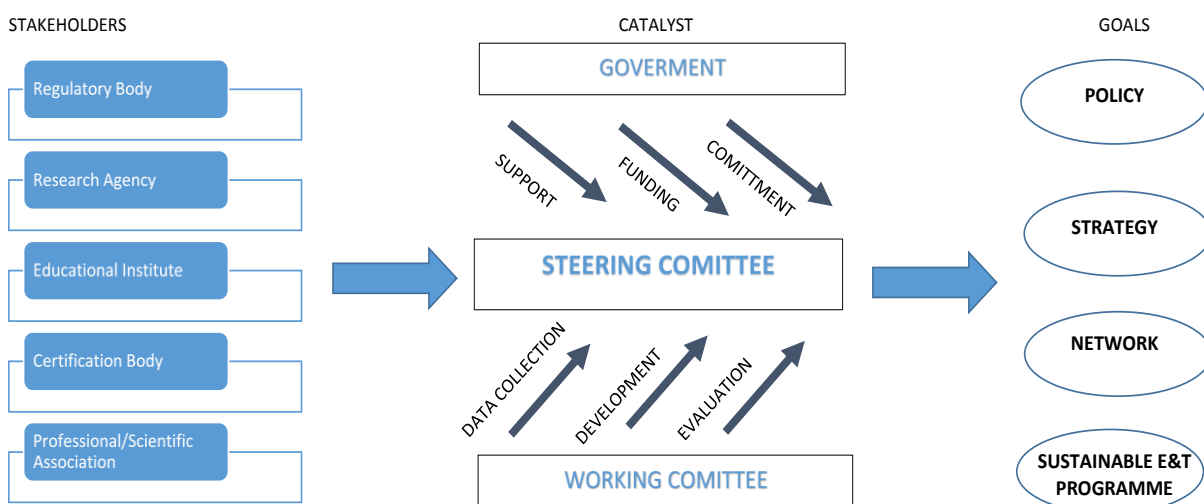 STAKEHOLDERS
CATALYST
GOALS
Regulatory Body
Research Agency
Educational Institute
Certification Body
Professional/Scientific
Association
GOVERMENT
SUPPORT
FUNDING
COMITTMENT
STEERING COMITTEE
DATA COLLECTION
DEVELOPMENT
EVALUATION
WORKING COMITTEE
POLICY
STRATEGY
NETWORK
SUSTAINABLE E&T
PROGRAMME